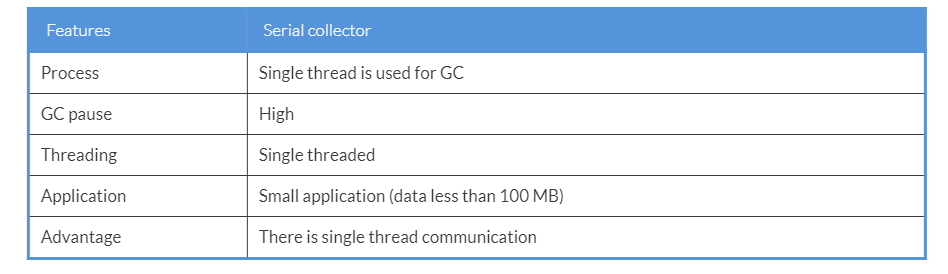 Features Serial collector
Process Single thread is used for GC
GC pause High
Threading Single threaded
Application Small application (data less than 100 MB)
Advantage There is single thread communication